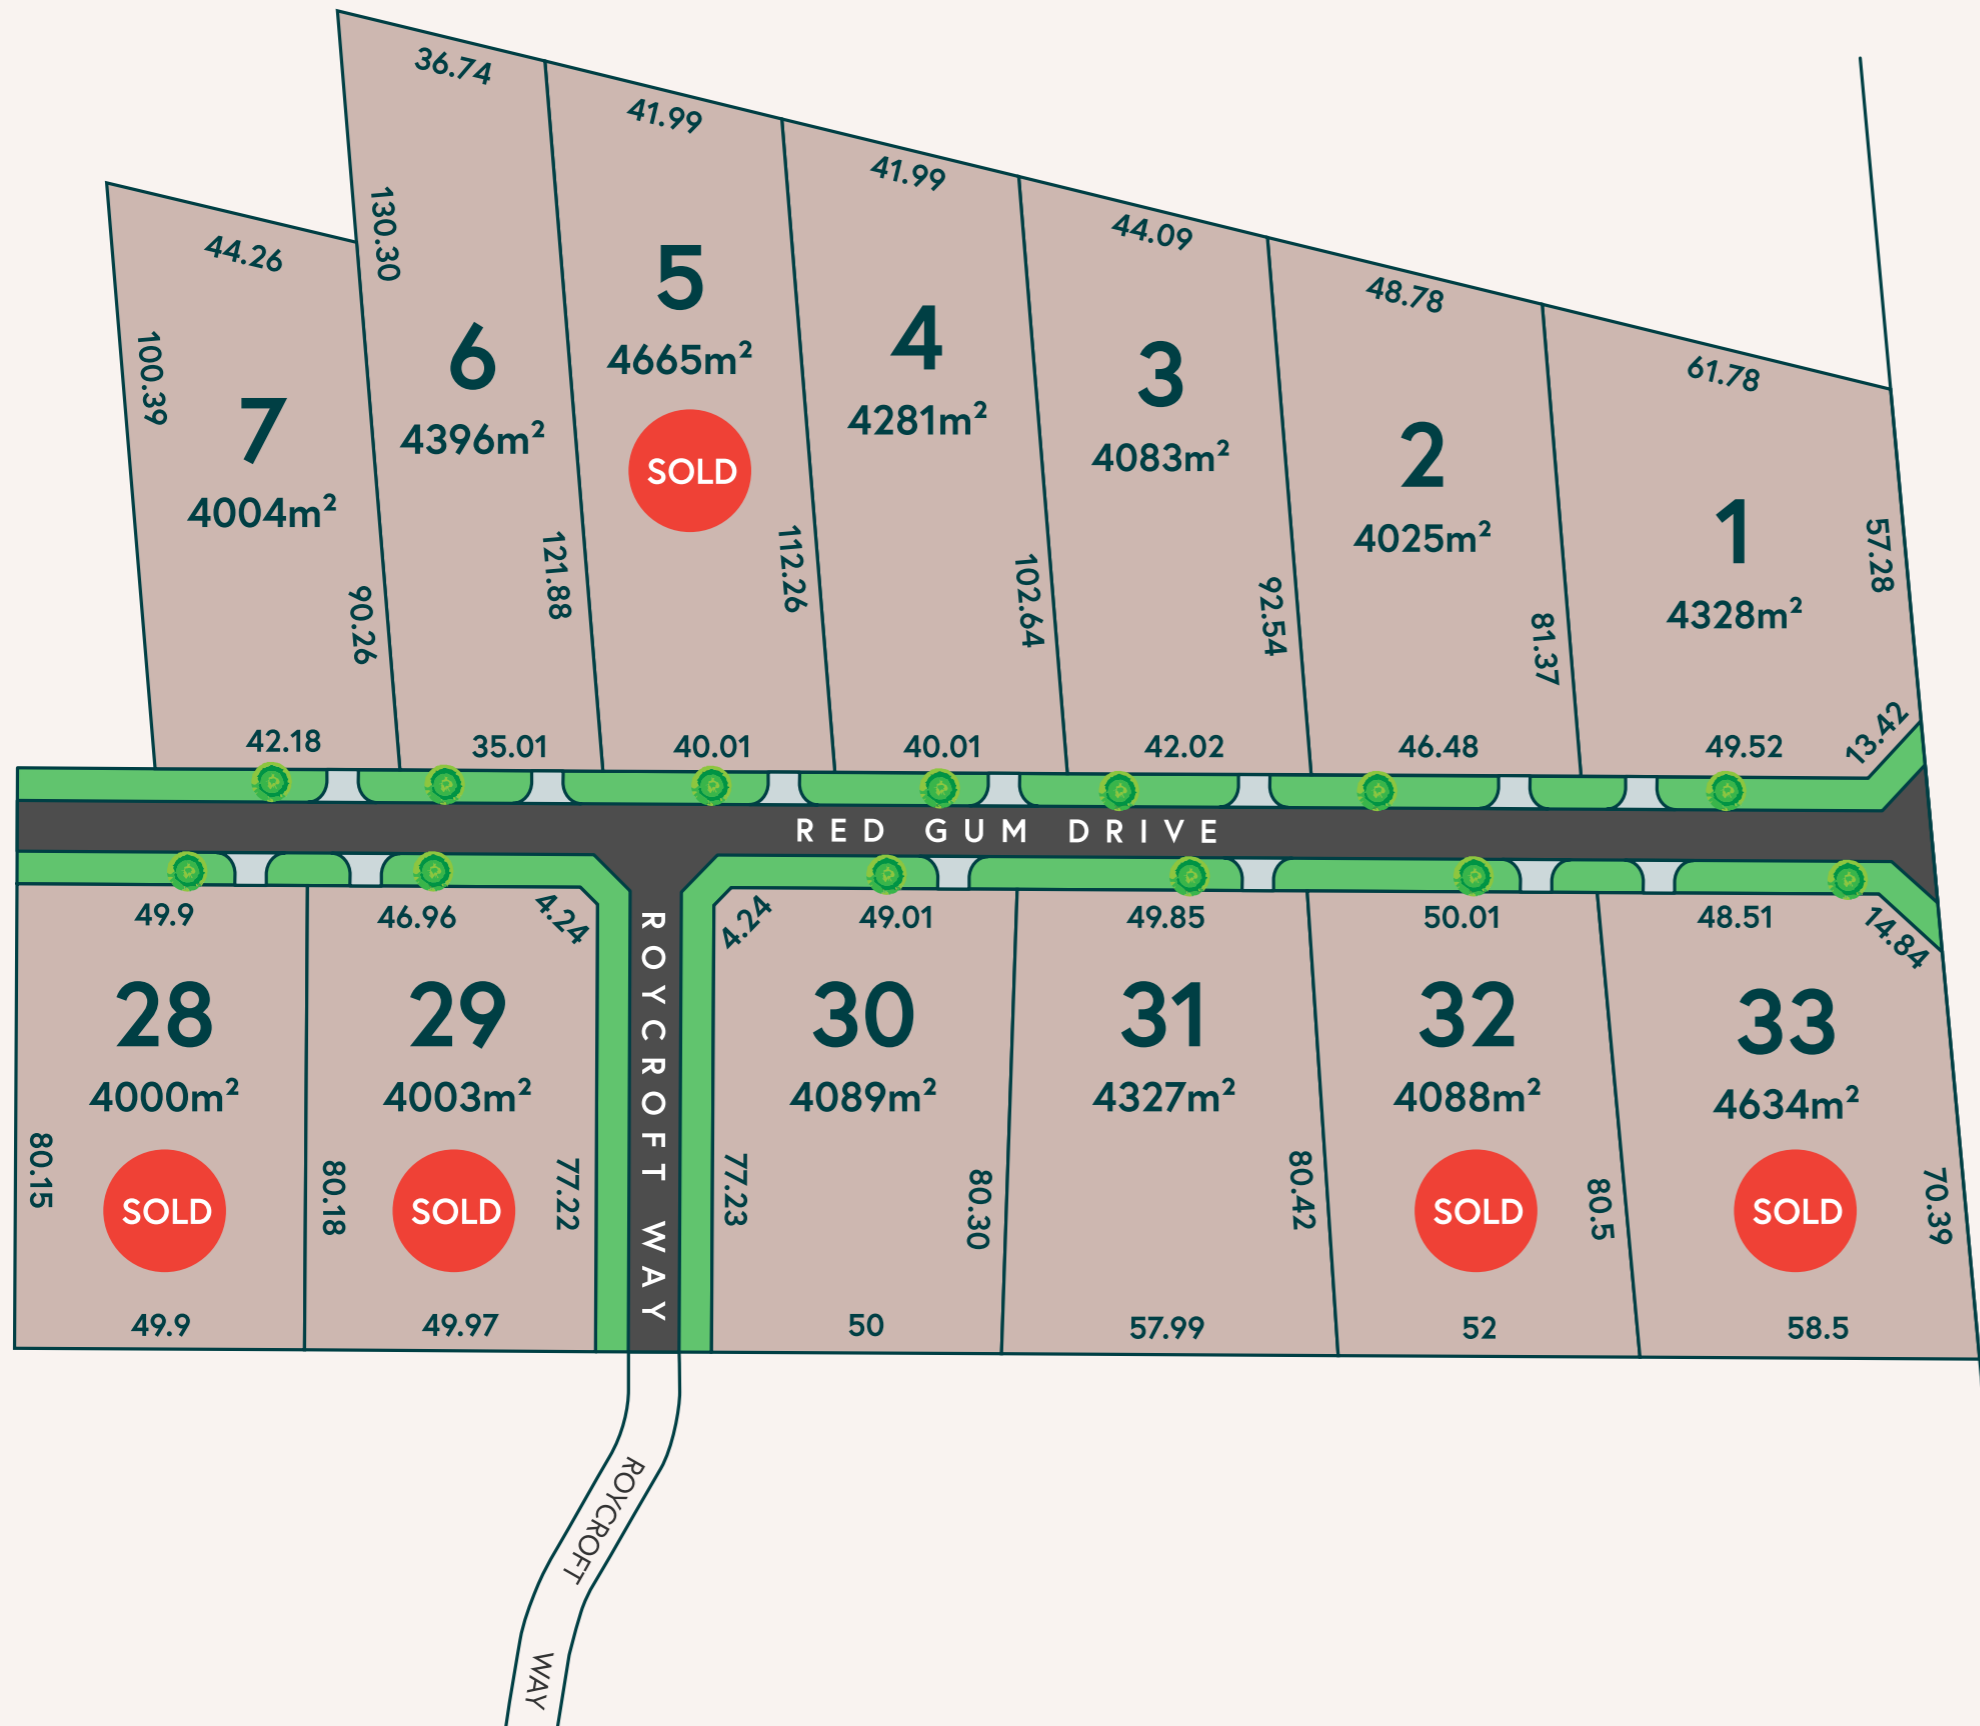 36.74
41.99
41.99
44.09
48.78
61.78
44.26
130.30
100.39
7
4004m²
90.26
42.18
6
4396m²
121.88
35.01
5
4665m²
SOLD
112.26
40.01
4
4281m²
102.64
40.01
3
4083m²
92.54
42.02
2
4025m²
81.37
46.48
1
4328m²
57.28
49.52
13.42
RED GUM DRIVE
49.9
28
4000m²
80.15
SOLD
49.9
80.18
46.96
4.24
29
4003m²
SOLD
77.22
49.97
ROYCROFT WAY
4.24
49.01
30
4089m²
77.23
80.30
50
49.85
31
4327m²
80.42
57.99
50.01
32
4088m²
SOLD
80.5
52
48.51
14.84
33
4634m²
SOLD
70.39
58.5
ROYCROFT
WAY